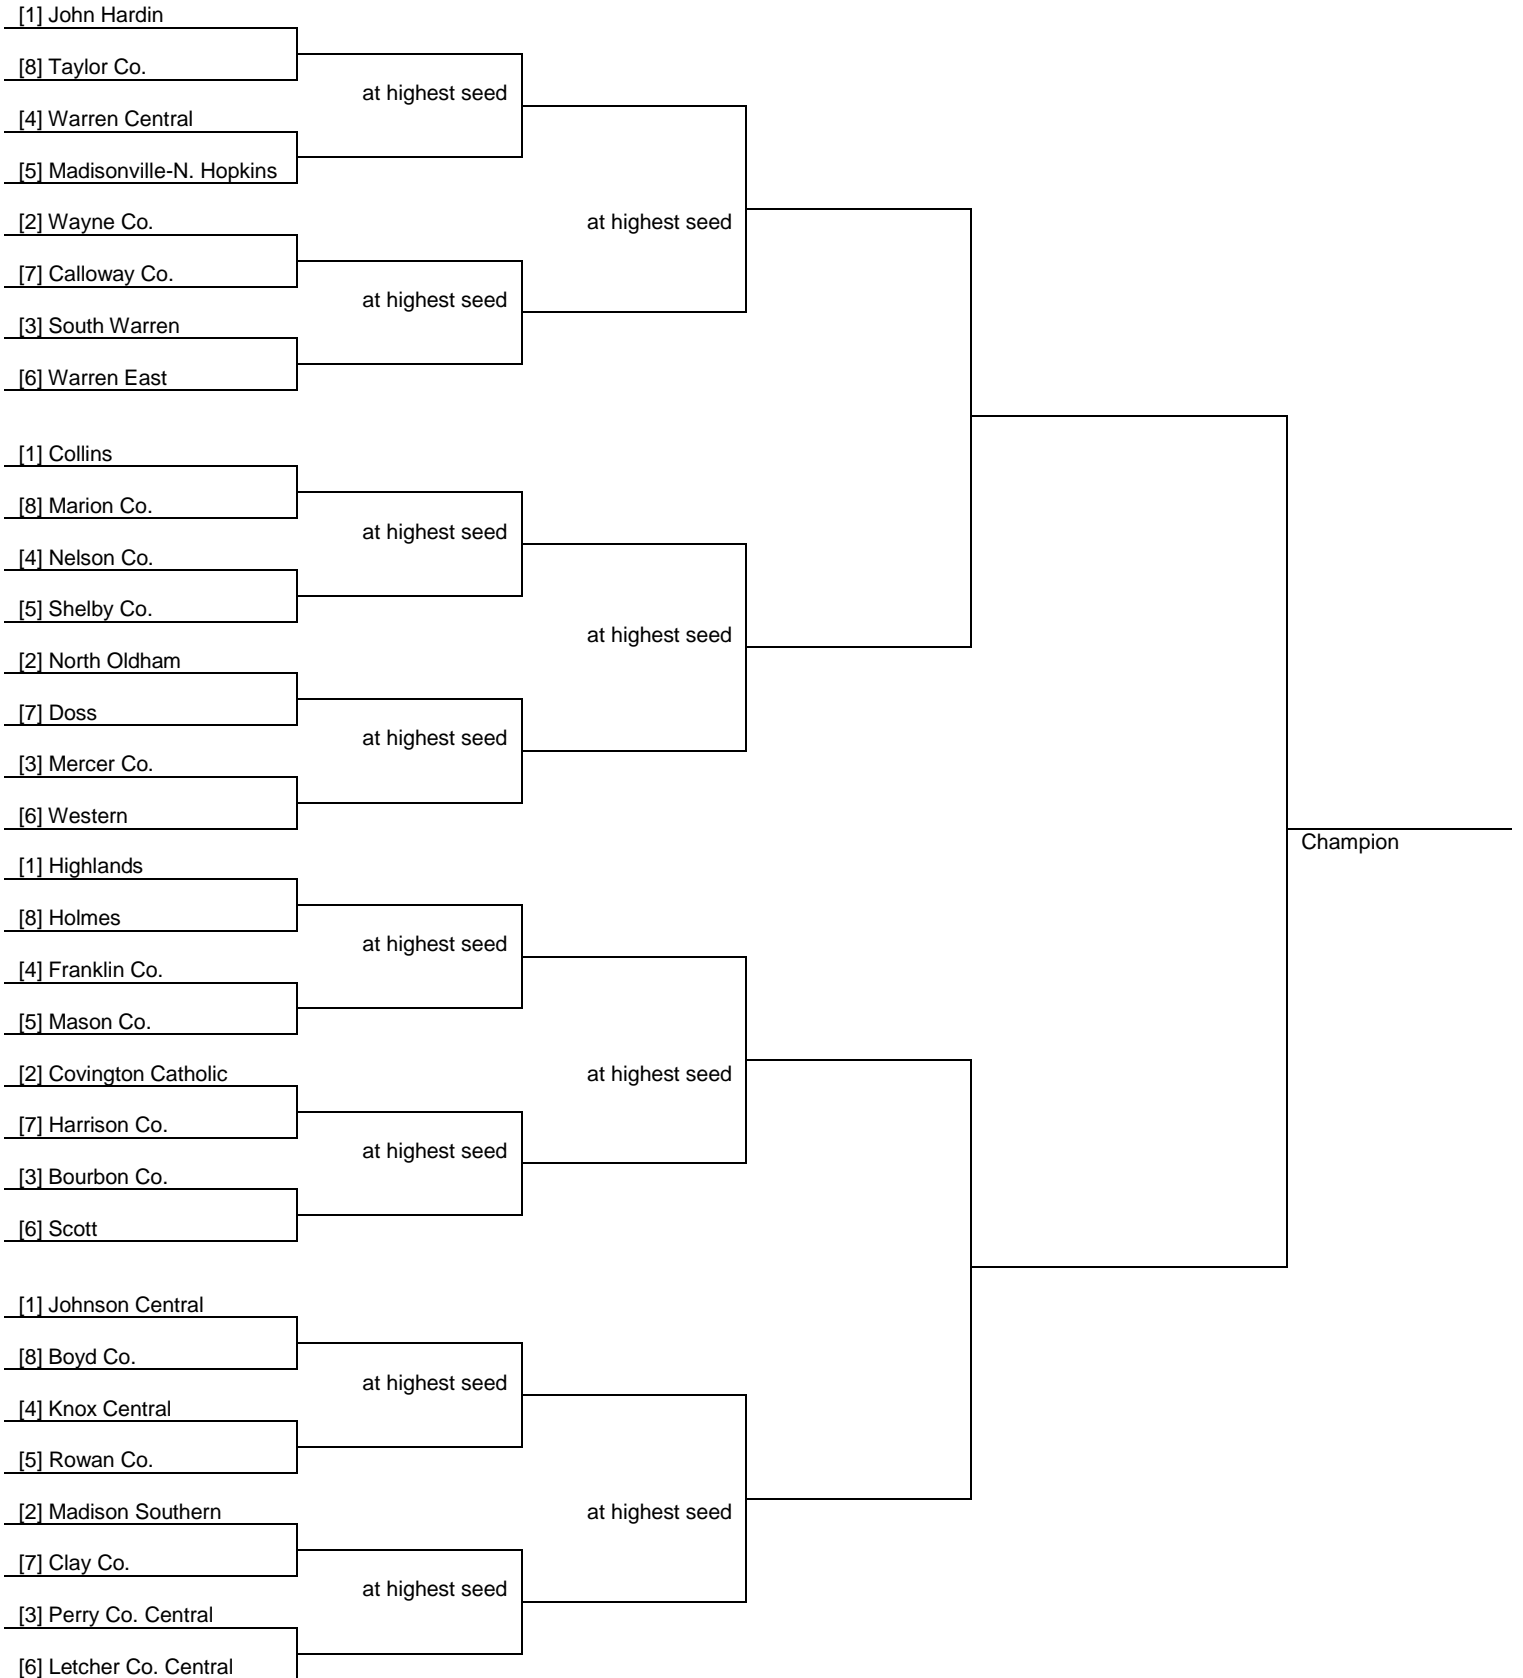 [1] John Hardin
[8] Taylor Co.
at highest seed
[4] Warren Central
[5] Madisonville-N. Hopkins
[2] Wayne Co.
at highest seed
[7] Calloway Co.
at highest seed
[3] South Warren
[6] Warren East
[1] Collins
[8] Marion Co.
at highest seed
[4] Nelson Co.
[5] Shelby Co.
at highest seed
[2] North Oldham
[7] Doss
at highest seed
[3] Mercer Co.
[6] Western
Champion
[1] Highlands
[8] Holmes
at highest seed
[4] Franklin Co.
[5] Mason Co.
[2] Covington Catholic
at highest seed
[7] Harrison Co.
at highest seed
[3] Bourbon Co.
[6] Scott
[1] Johnson Central
[8] Boyd Co.
at highest seed
[4] Knox Central
[5] Rowan Co.
[2] Madison Southern
at highest seed
[7] Clay Co.
at highest seed
[3] Perry Co. Central
[6] Letcher Co. Central